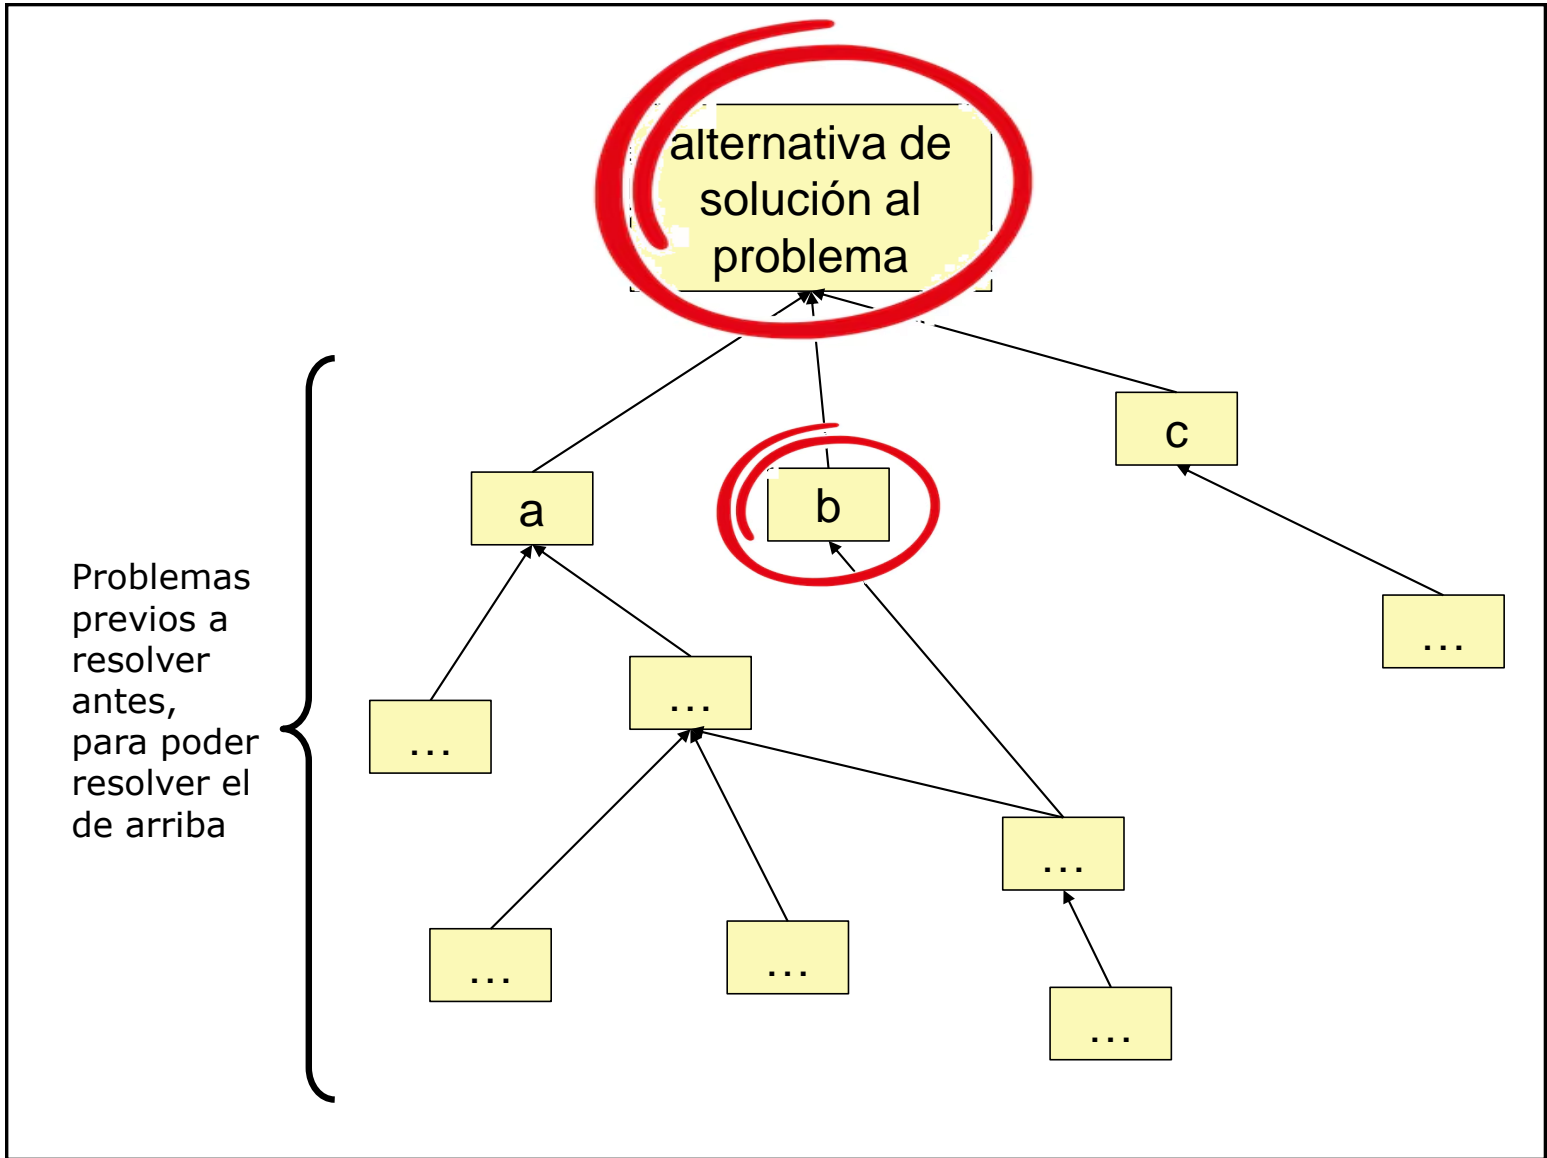 alternativa de
solución al
problema
c
a
b
Problemas
previos a
resolver
antes,
para poder
resolver el
de arriba
...
...
...
...
...
...
...